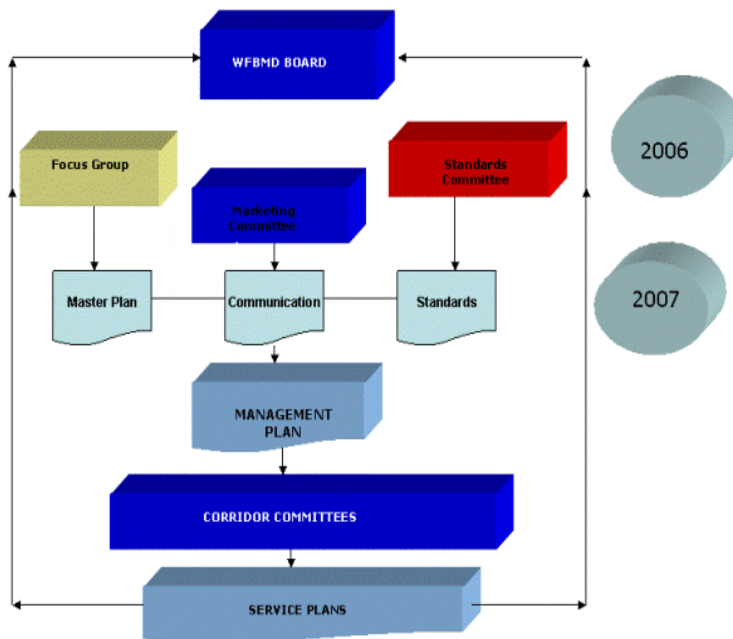 WFBMD BOARD
Focus Group
Standards
Committee
2006
Marketing
Committee
Master Plan
Communication
Standards
2007
MANAGEMENT
PLAN
CORRIDOR COMMITTEES
SERVICE PLANS